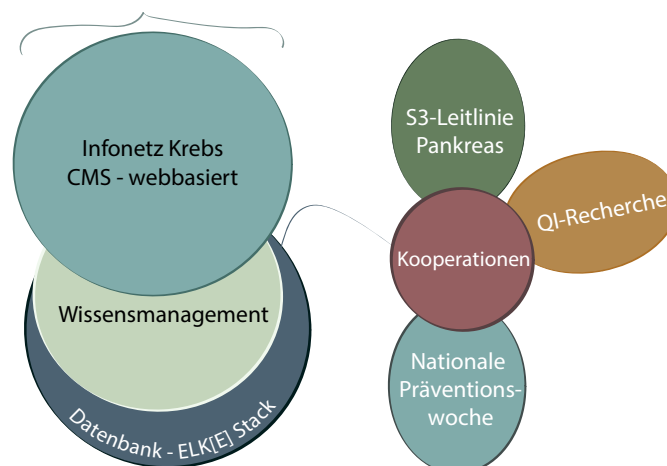 Infonetz Krebs
CMS - webbasiert
Wissensmanagement
Datenbank - ELK[E] Stack
S3-Leitlinie
Pankreas
QI-Recherche
Kooperationen
Nationale
Präventions-
woche